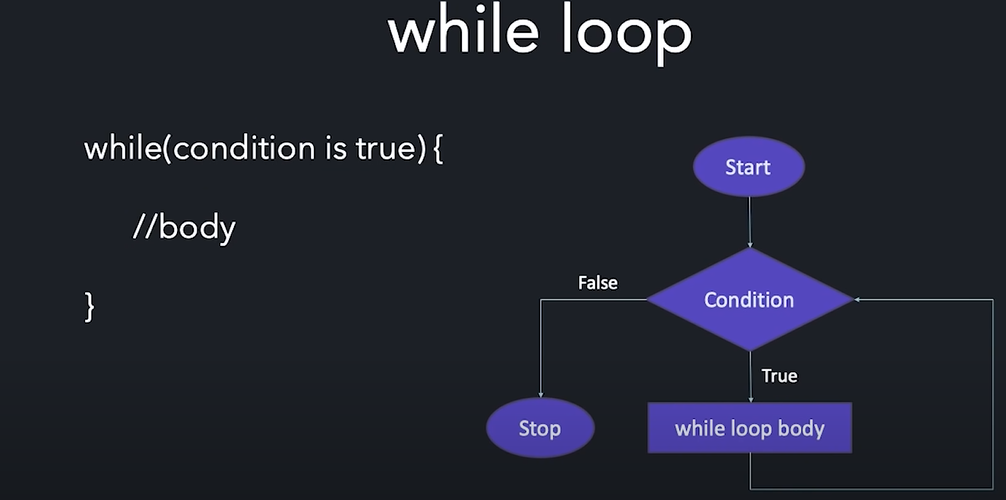 while loop
while(condition is true) {
//body
}
Start
Condition
False
True
Stop
while loop body